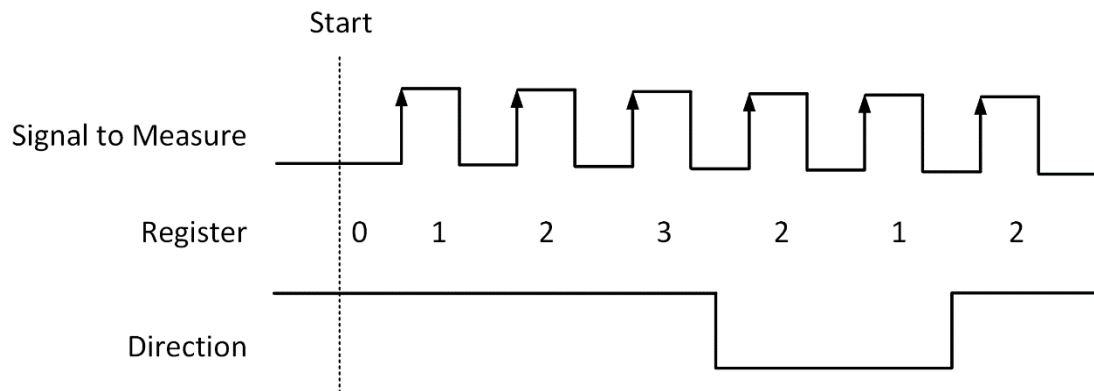 Start
Signal to Measure
Register 0 1 2 3 2 1 2
Direction